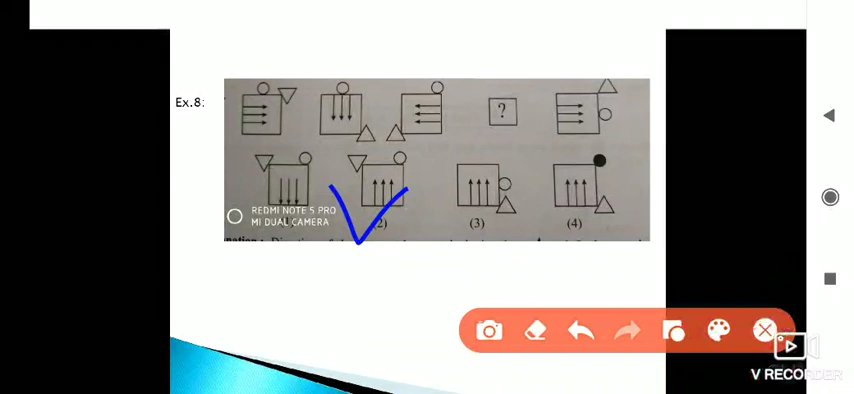 Ex.8:
?
REDMI NOTE 5 PRO
MI DUAL CAMERA
(2)
(3)
(4)
V RECORDER